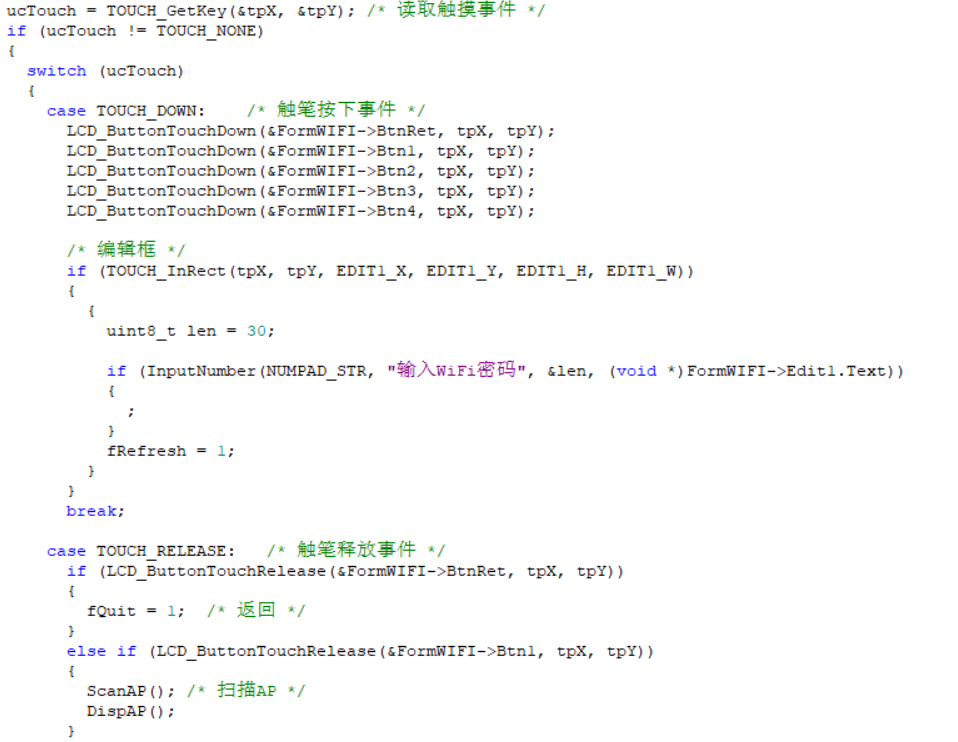 ucTouch = TOUCH_GetKey(&tpX, &tpY); /* 读取触摸事件 */
if (ucTouch != TOUCH_NONE)
{
  switch (ucTouch)
  {
    case TOUCH_DOWN:    /* 触笔按下事件 */
      LCD_ButtonTouchDown(&FormWIFI->BtnRet, tpX, tpY);
      LCD_ButtonTouchDown(&FormWIFI->Btn1, tpX, tpY);
      LCD_ButtonTouchDown(&FormWIFI->Btn2, tpX, tpY);
      LCD_ButtonTouchDown(&FormWIFI->Btn3, tpX, tpY);
      LCD_ButtonTouchDown(&FormWIFI->Btn4, tpX, tpY);

      /* 编辑框 */
      if (TOUCH_InRect(tpX, tpY, EDIT1_X, EDIT1_Y, EDIT1_H, EDIT1_W))
      {
        {
          uint8_t len = 30;

          if (InputNumber(NUMPAD_STR, "输入WiFi密码", &len, (void *)FormWIFI->Edit1.Text))
          {
            ;
          }
          fRefresh = 1;
        }
      }
      break;

    case TOUCH_RELEASE:   /* 触笔释放事件 */
      if (LCD_ButtonTouchRelease(&FormWIFI->BtnRet, tpX, tpY))
      {
        fQuit = 1;  /* 返回 */
      }
      else if (LCD_ButtonTouchRelease(&FormWIFI->Btn1, tpX, tpY))
      {
        ScanAP(); /* 扫描AP */
        DispAP();
      }